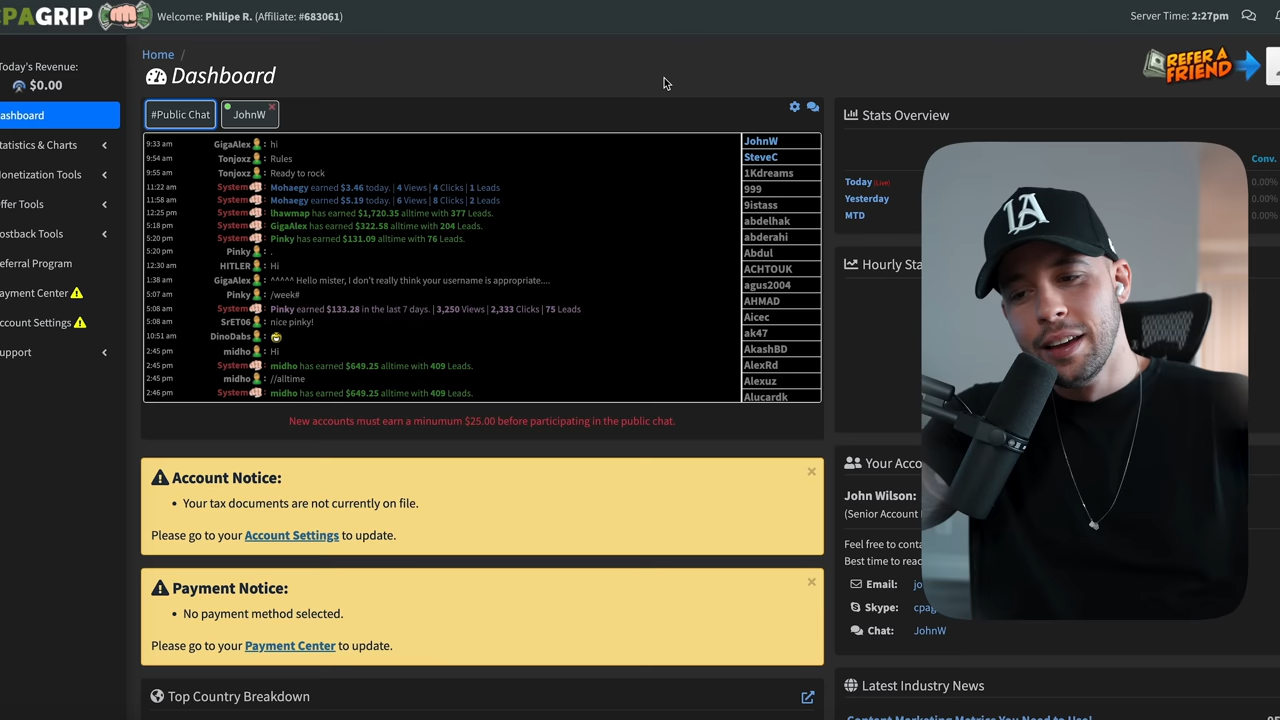 CPAGRIP
Welcome: Philipe R. (Affiliate: #683061)
Server Time: 2:27pm
Today's Revenue:
$0.00
ashboard
tatistics & Charts
onetization Tools
ffer Tools
ostback Tools
eferral Program
ayment Center
ccount Settings
upport
Home /
Dashboard
REFER A
FRIEND
#Public Chat
JohnW
9:33 am GigaAlex : hi
9:54 am Tonjoxz : Rules
9:55 am Tonjoxz : Ready to rock
11:22 am System : Mohaegy earned $3.46 today. | 4 Views | 4 Clicks | 1 Leads
11:58 am System : Mohaegy earned $5.19 today. | 6 Views | 8 Clicks | 2 Leads
12:25 pm System : lhawmap has earned $1,720.35 alltime with 377 Leads.
5:18 pm System : GigaAlex has earned $322.58 alltime with 204 Leads.
5:20 pm System : Pinky has earned $131.09 alltime with 76 Leads.
5:20 pm Pinky : .
12:30 am HITLER : Hi
1:38 am GigaAlex : ^^^^^ Hello mister, I don't really think your username is appropriate....
5:07 am Pinky : /week#
5:08 am System : Pinky earned $133.28 in the last 7 days. | 3,250 Views | 2,333 Clicks | 75 Leads
5:08 am SrET06 : nice pinky!
10:51 am DinoDabs :
2:45 pm midho : Hi
2:45 pm System : midho has earned $649.25 alltime with 409 Leads.
2:45 pm midho : //alltime
2:46 pm System : midho has earned $649.25 alltime with 409 Leads.
JohnW
SteveC
1Kdreams
999
9istass
abdelhak
abderahi
Abdul
ACHTOUK
agus2004
AHMAD
Aicec
ak47
AkashBD
AlexRd
Alexuz
Alucardk
New accounts must earn a minumum $25.00 before participating in the public chat.
Account Notice:
• Your tax documents are not currently on file.
Please go to your Account Settings to update.
Payment Notice:
• No payment method selected.
Please go to your Payment Center to update.
Top Country Breakdown
Stats Overview
Conv.
Today (Live) 0.00%
Yesterday 0.00%
MTD 0.00%
Hourly Sta
Your Acco
John Wilson:
(Senior Account
Feel free to conta
Best time to reac
Email: jo
Skype: cpag
Chat: JohnW
Latest Industry News
Content Marketing Metrics You Need to Use!
LA